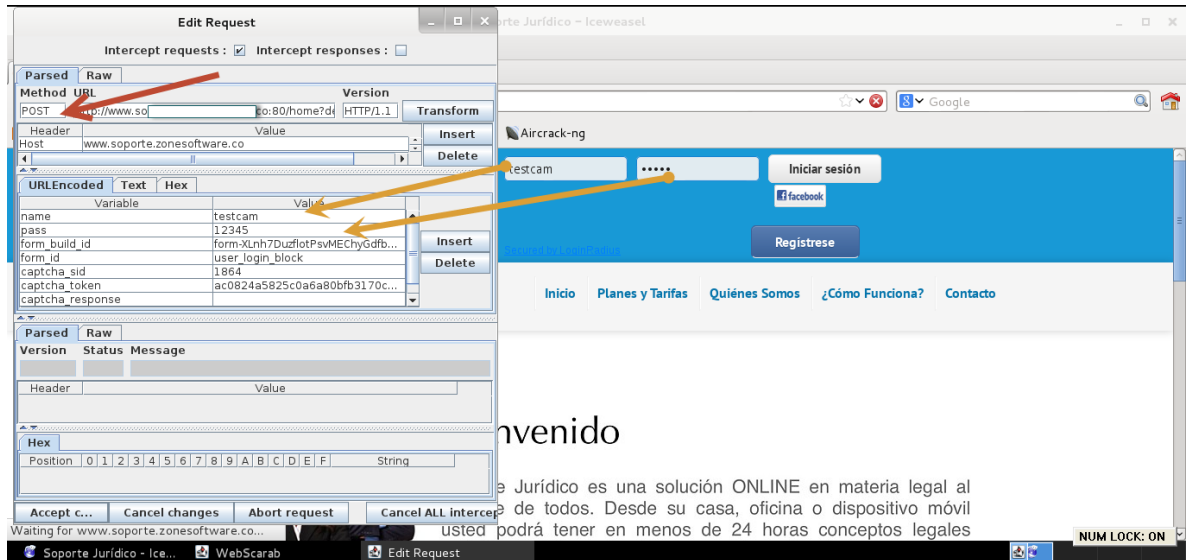 Edit Request
orte Jurídico - Iceweasel
Intercept requests : Intercept responses :
Parsed Raw
Method URL Version
POST tp://www.so co:80/home?de HTTP/1.1 Transform
Google
Header Value
Insert
Host www.soporte.zonesoftware.co
Delete
Aircrack-ng
testcam ••••• Iniciar sesión
facebook
URLEncoded Text Hex
Variable Value
name testcam
pass 12345
form_build_id form-XLnh7DuzflotPsvMEChyGdfb...
form_id user_login_block
captcha_sid 1864
captcha_token ac0824a5825c0a6a80bfb3170c...
captcha_response
Insert
Delete
Secured by LoginRadius
Regístrese
Inicio Planes y Tarifas Quiénes Somos ¿Cómo Funciona? Contacto
Parsed Raw
Version Status Message
Header Value
Hex
Position 0 1 2 3 4 5 6 7 8 9 A B C D E F String
nvenido
e Jurídico es una solución ONLINE en materia legal al
e de todos. Desde su casa, oficina o dispositivo móvil
usted podrá tener en menos de 24 horas conceptos legales
Accept c... Cancel changes Abort request Cancel ALL intercep
Waiting for www.soporte.zonesoftware.co...
NUM LOCK: ON
Soporte Jurídico - Ice... WebScarab Edit Request